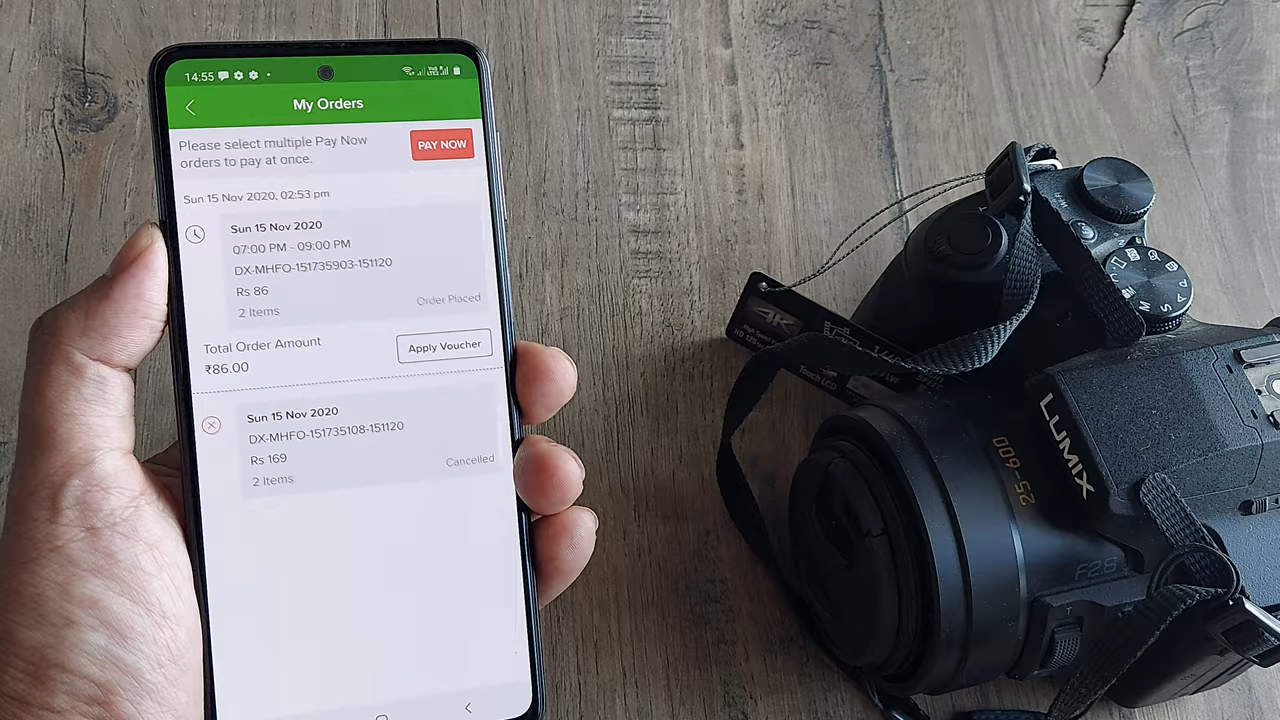 14:55
My Orders
Please select multiple Pay Now
orders to pay at once.
PAY NOW
Sun 15 Nov 2020, 02:53 pm
Sun 15 Nov 2020
07:00 PM - 09:00 PM
DX-MHFO-151735903-151120
Rs 86
2 Items
Order Placed
Total Order Amount
₹86.00
Apply Voucher
Sun 15 Nov 2020
DX-MHFO-151735108-151120
Rs 169
2 Items
Cancelled
4K
Touch LCD
LUMIX
25-600
F2.8
M S A P
T